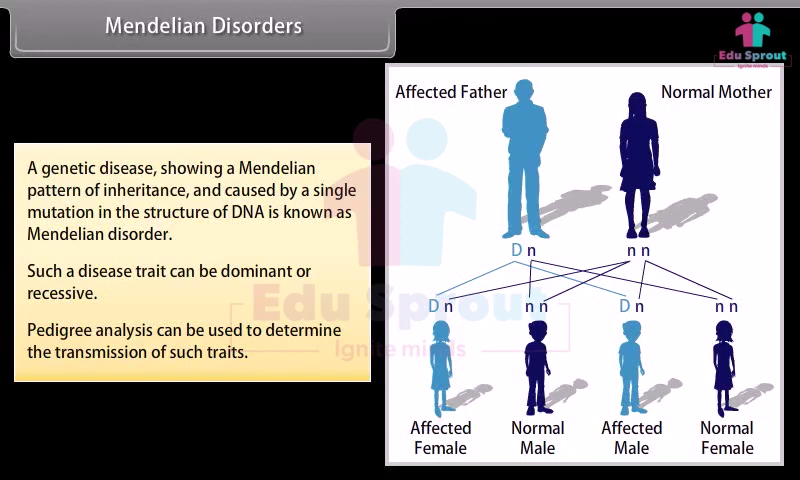 Mendelian Disorders
Edu Sprout
Ignite minds
A genetic disease, showing a Mendelian
pattern of inheritance, and caused by a single
mutation in the structure of DNA is known as
Mendelian disorder.
Such a disease trait can be dominant or
recessive.
Pedigree analysis can be used to determine
the transmission of such traits.
Affected Father
Normal Mother
D n
n n
D n
n n
D n
n n
Affected
Female
Normal
Male
Affected
Male
Normal
Female
Edu Sprout
Ignite minds